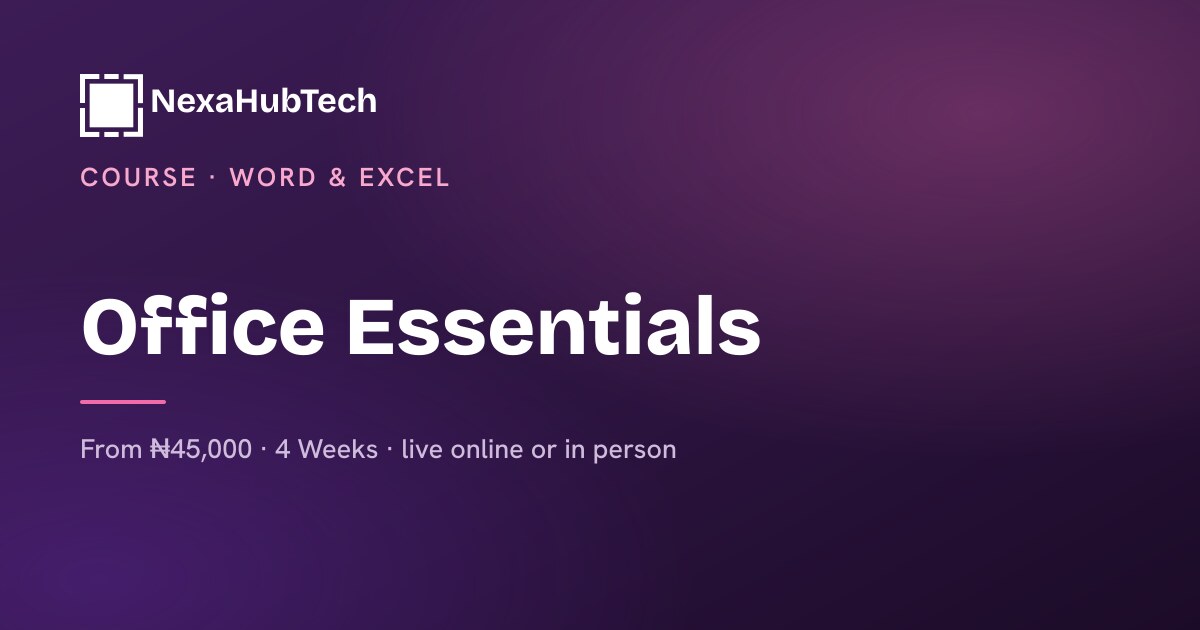 NexaHubTech
COURSE · WORD & EXCEL
Office Essentials
From ₦45,000 · 4 Weeks · live online or in person